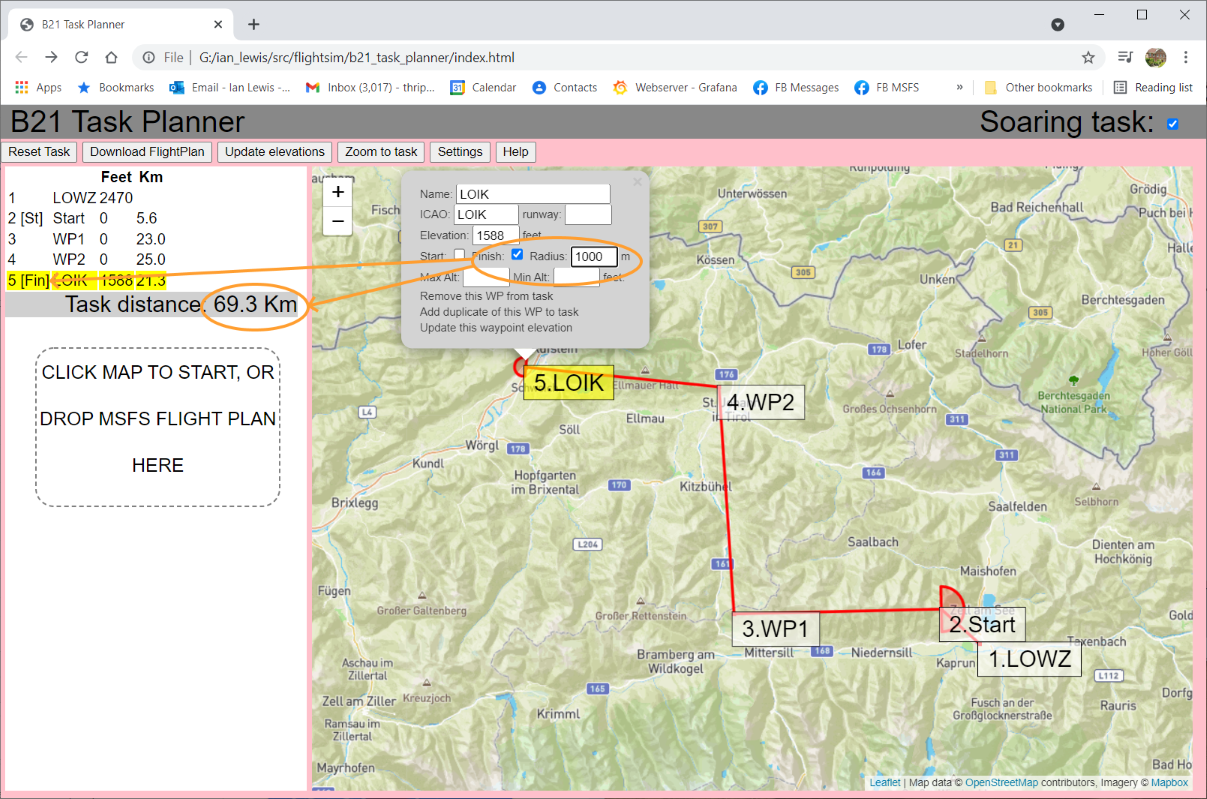 B21 Task Planner
File
G:/ian_lewis/src/flightsim/b21_task_planner/index.html
Apps Bookmarks Email - Ian Lewis -... Inbox (3,017) - thrip... Calendar Contacts Webserver - Grafana FB Messages FB MSFS » Other bookmarks Reading list
B21 Task Planner
Soaring task:
Reset Task Download FlightPlan Update elevations Zoom to task Settings Help
Feet Km
1 LOWZ 2470
2 [St] Start 0 5.6
3 WP1 0 23.0
4 WP2 0 25.0
5 [Fin] LOIK 1588 21.3
Task distance: 69.3 Km
CLICK MAP TO START, OR
DROP MSFS FLIGHT PLAN
HERE
+
−
Name: LOIK
ICAO: LOIK runway:
Elevation: 1588 feet
Start: Finish: Radius: 1000 m
Max Alt: Min Alt: feet.
Remove this WP from task
Add duplicate of this WP to task
Update this waypoint elevation
Unterwössen
Grödig
Bad Reichenhall
Puch bei
307
21
Kössen
305
Unken
Berchtesgaden
305
Lofer
178
Stadelhorn
Berchtesgaden
National Park
5.LOIK
Ellmauer Hall
176
4.WP2
Großes Ochsenhorn
311
L4
Ellmau
Söll
Wörgl
178
Kundl
311
Hopfgarten
im Brixental
170
Kitzbühel
164
Selbhorn
Brixlegg
Saalfelden
L204
Saalbach
Dienten am
Hochkönig
161
Maishofen
Fügen
Großer Galtenberg
Großer Rettenstein
Zell am See
2.Start
3.WP1
Bramberg am
Wildkogel
Mittersill
168
Niedernsill
Kaprun
1.LOWZ
Taxenbach
L112
Aschau im
Zillertal
165
Zell am Ziller
Kreuzjoch
Krimml
Fusch an der
Großglocknerstraße
Rauris
Ramsau im
Zillertal
Mayrhofen
Leaflet | Map data © OpenStreetMap contributors, Imagery © Mapbox